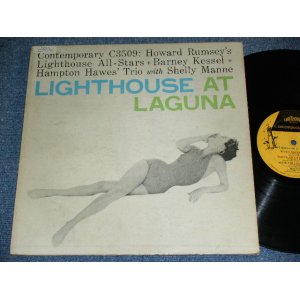 Contemporary C3509: Howard Rumsey's
Lighthouse All-Stars • Barney Kessel •
Hampton Hawes' Trio with Shelly Manne
LIGHTHOUSE AT
LAGUNA